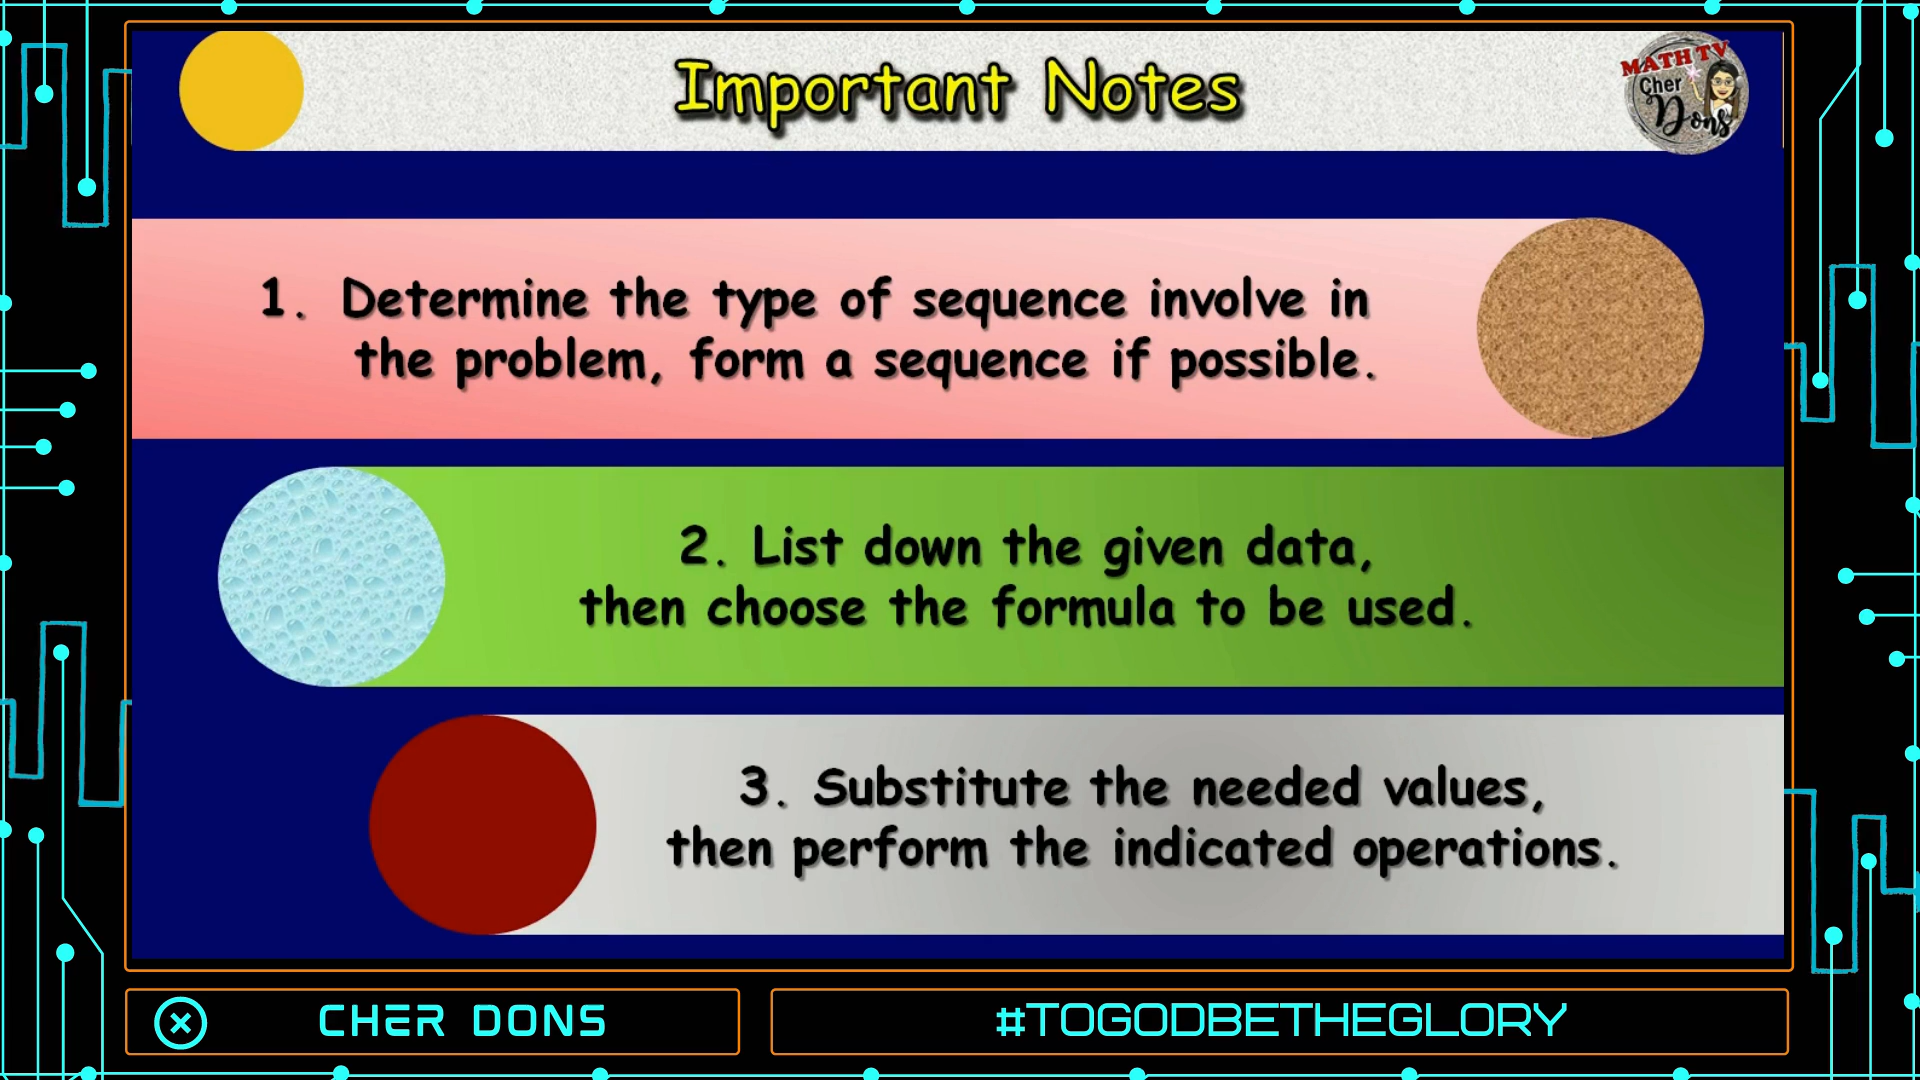 Important Notes
MATH TV
Cher
Dons
1. Determine the type of sequence involve in
the problem, form a sequence if possible.
2. List down the given data,
then choose the formula to be used.
3. Substitute the needed values,
then perform the indicated operations.
CHER DONS
#TOGODBETHEGLORY